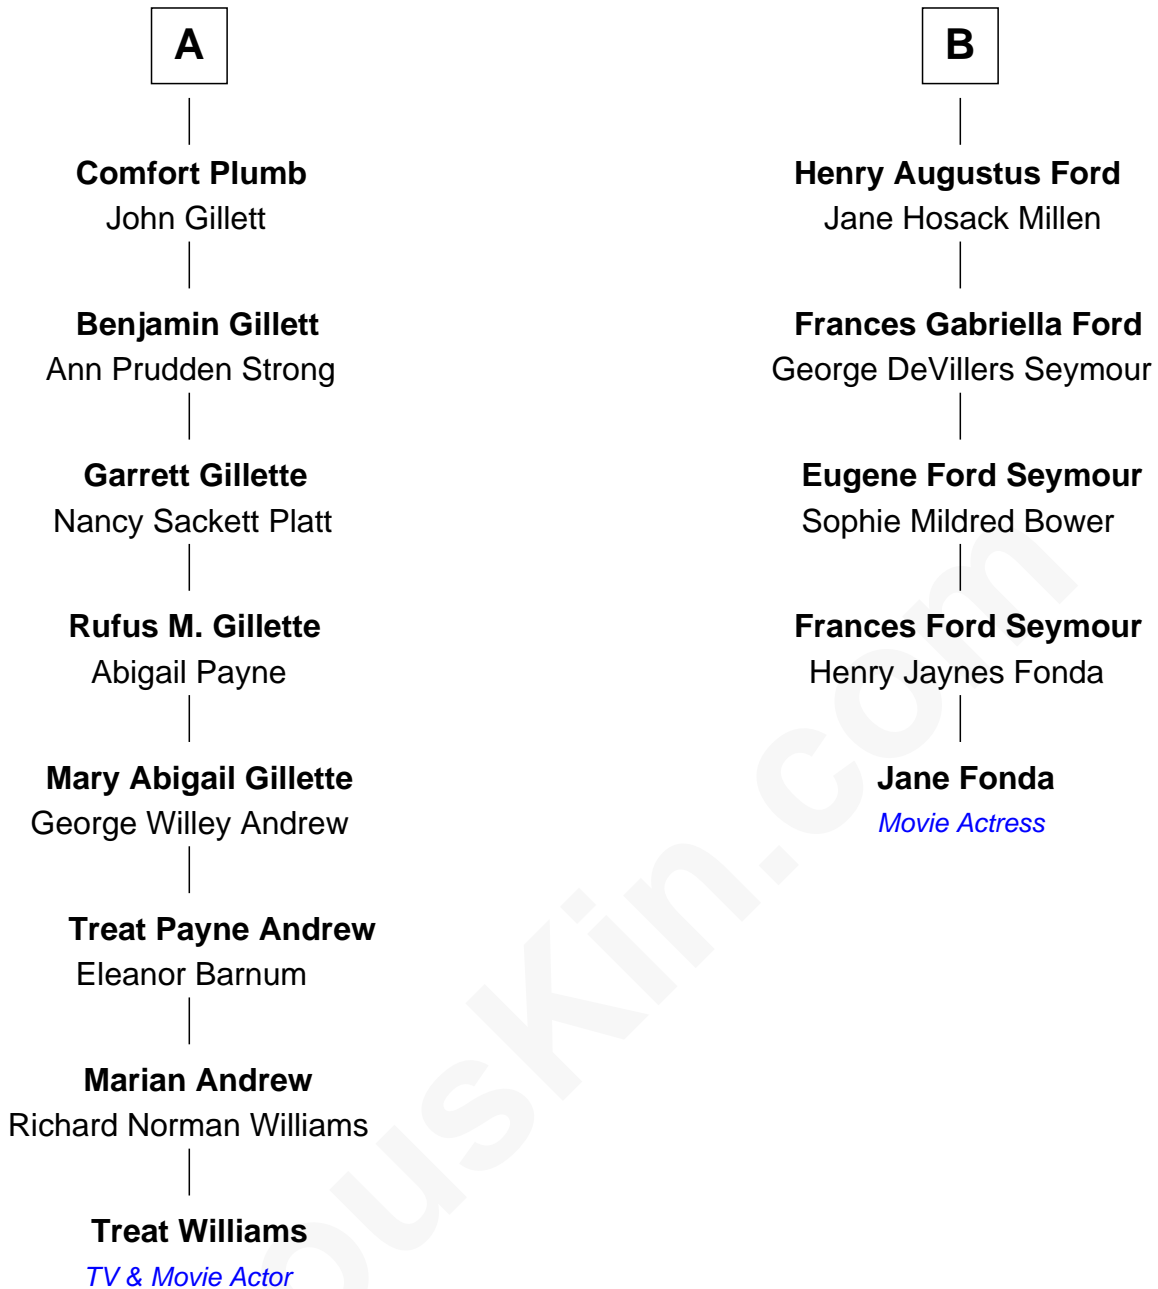 A
Comfort Plumb
John Gillett
Benjamin Gillett
Ann Prudden Strong
Garrett Gillette
Nancy Sackett Platt
Rufus M. Gillette
Abigail Payne
Mary Abigail Gillette
George Willey Andrew
Treat Payne Andrew
Eleanor Barnum
Marian Andrew
Richard Norman Williams
Treat Williams
TV & Movie Actor
B
Henry Augustus Ford
Jane Hosack Millen
Frances Gabriella Ford
George DeVillers Seymour
Eugene Ford Seymour
Sophie Mildred Bower
Frances Ford Seymour
Henry Jaynes Fonda
Jane Fonda
Movie Actress
ousKin.com